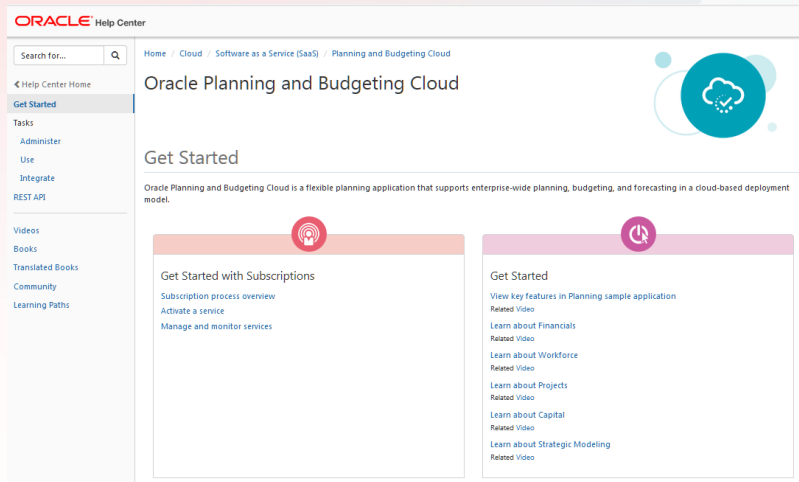 ORACLE Help Center
Search for...
Home / Cloud / Software as a Service (SaaS) / Planning and Budgeting Cloud
Oracle Planning and Budgeting Cloud
Help Center Home
Get Started
Tasks
Administer
Use
Integrate
REST API
Videos
Books
Translated Books
Community
Learning Paths
Get Started
Oracle Planning and Budgeting Cloud is a flexible planning application that supports enterprise-wide planning, budgeting, and forecasting in a cloud-based deployment
model.
Get Started with Subscriptions
Subscription process overview
Activate a service
Manage and monitor services
Get Started
View key features in Planning sample application
Related Video
Learn about Financials
Related Video
Learn about Workforce
Related Video
Learn about Projects
Related Video
Learn about Capital
Related Video
Learn about Strategic Modeling
Related Video